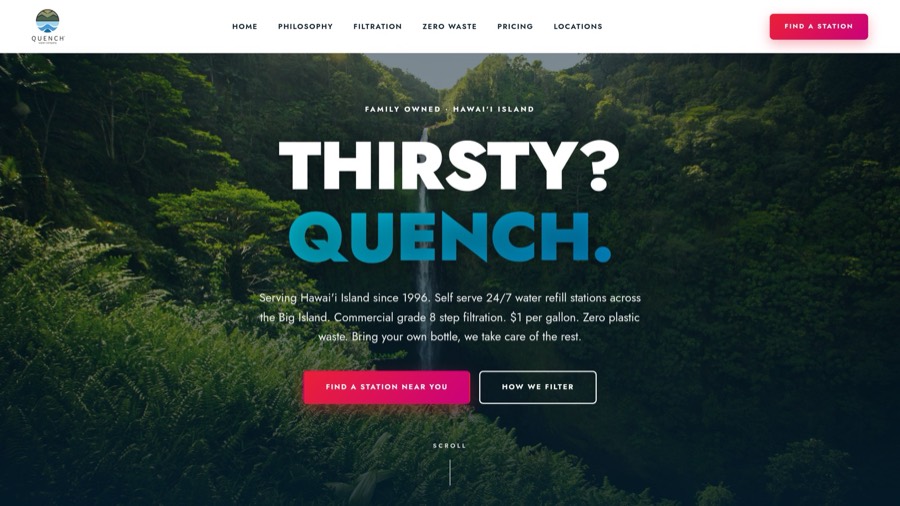 QUENCH
HOME
PHILOSOPHY
FILTRATION
ZERO WASTE
PRICING
LOCATIONS
FIND A STATION
FAMILY OWNED · HAWAI'I ISLAND
THIRSTY?
QUENCH.
Serving Hawai'i Island since 1996. Self serve 24/7 water refill stations across
the Big Island. Commercial grade 8 step filtration. $1 per gallon. Zero plastic
waste. Bring your own bottle, we take care of the rest.
FIND A STATION NEAR YOU
HOW WE FILTER
SCROLL